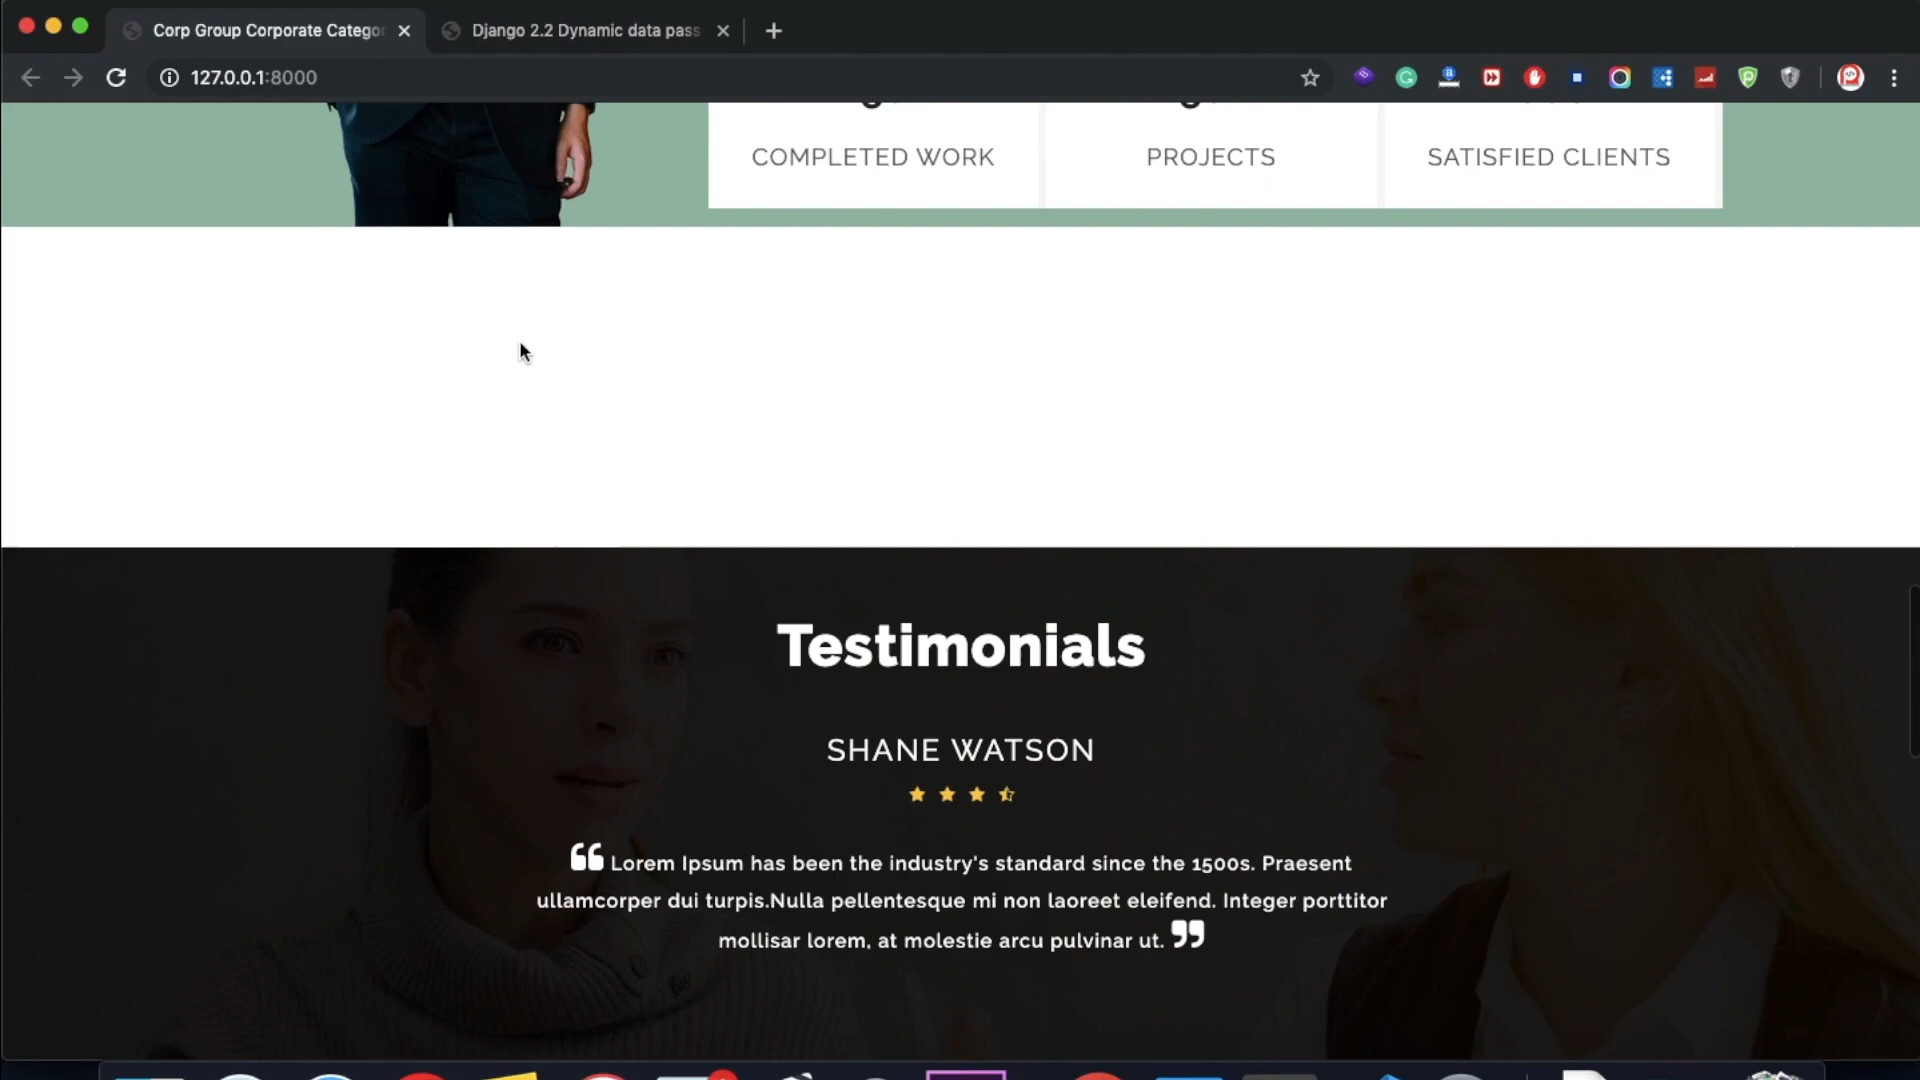 Corp Group Corporate Categor
Django 2.2 Dynamic data pass
127.0.0.1:8000
COMPLETED WORK
PROJECTS
SATISFIED CLIENTS
Testimonials
SHANE WATSON
“ Lorem Ipsum has been the industry's standard since the 1500s. Praesent
ullamcorper dui turpis.Nulla pellentesque mi non laoreet eleifend. Integer porttitor
mollisar lorem, at molestie arcu pulvinar ut. ”